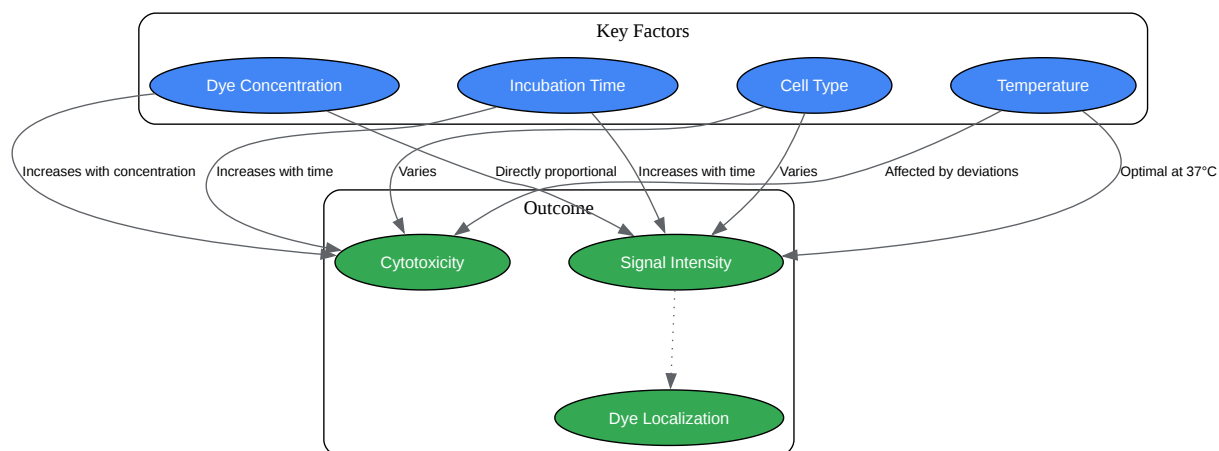 Key Factors
Dye Concentration
Incubation Time
Cell Type
Temperature
Increases with concentration
Increases with time
Varies
Directly proportional
Increases with time
Varies
Affected by deviations
Optimal at 37°C
Outcome
Cytotoxicity
Signal Intensity
Dye Localization